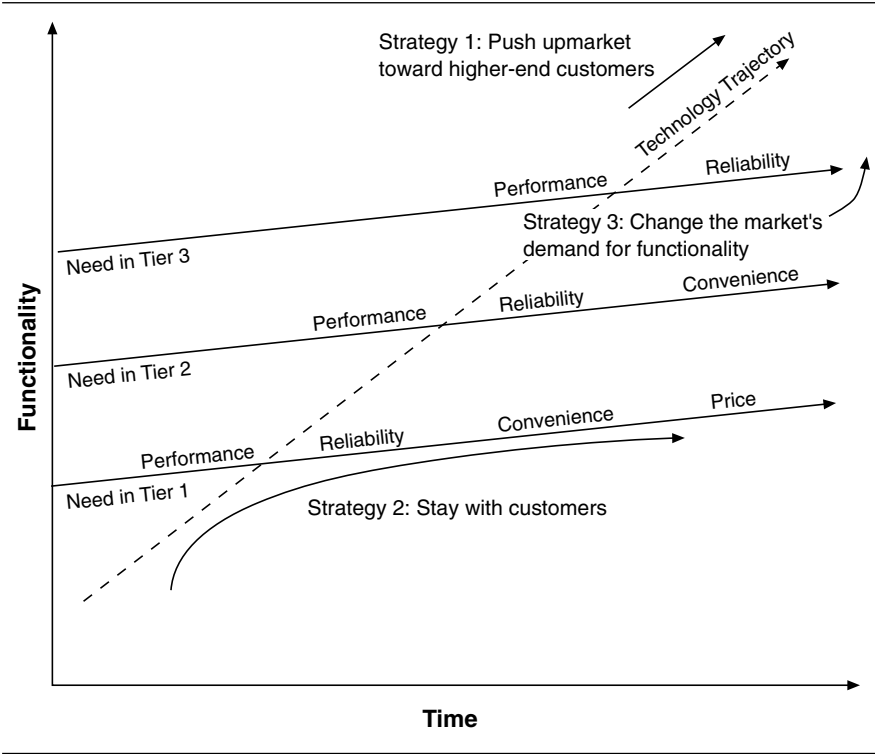 Strategy 1: Push upmarket
toward higher-end customers
Technology Trajectory
Performance
Reliability
Need in Tier 3
Strategy 3: Change the market's
demand for functionality
Performance
Reliability
Convenience
Need in Tier 2
Performance
Reliability
Convenience
Price
Need in Tier 1
Strategy 2: Stay with customers
Functionality
Time